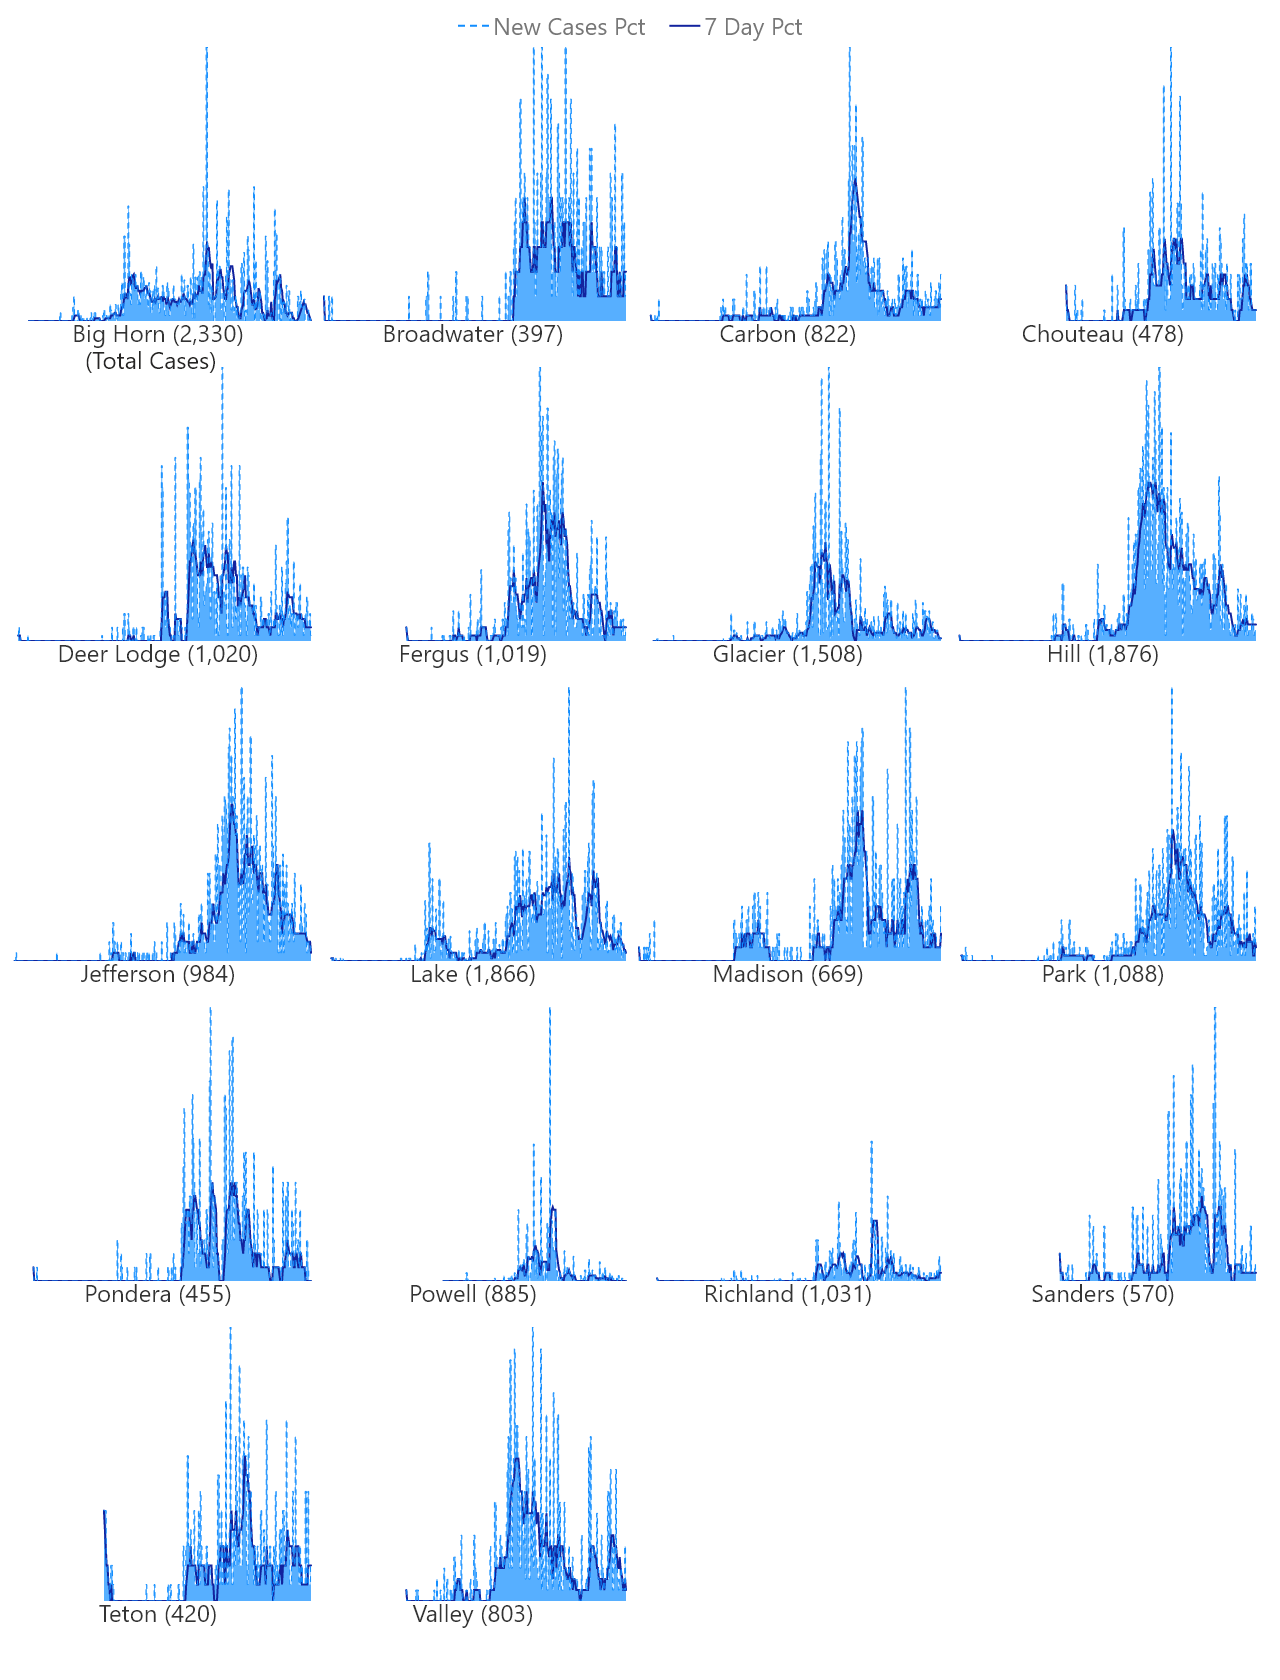 New Cases Pct 7 Day Pct
Big Horn (2,330) Broadwater (397) Carbon (822) Chouteau (478)
(Total Cases)
Deer Lodge (1,020) Fergus (1,019) Glacier (1,508) Hill (1,876)
Jefferson (984) Lake (1,866) Madison (669) Park (1,088)
Pondera (455) Powell (885) Richland (1,031) Sanders (570)
Teton (420) Valley (803)